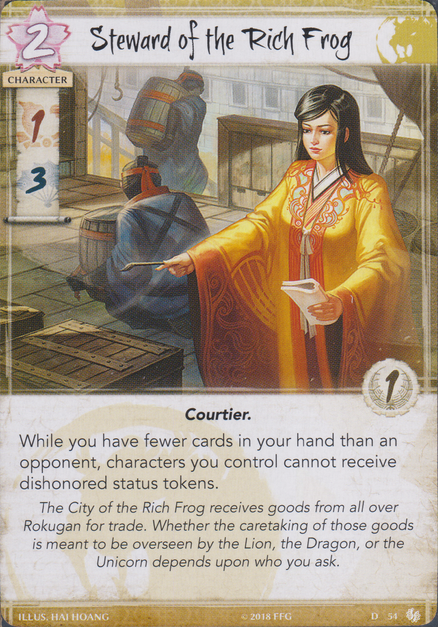 2
Steward of the Rich Frog
CHARACTER
1
3
1
Courtier.
While you have fewer cards in your hand than an
opponent, characters you control cannot receive
dishonored status tokens.
The City of the Rich Frog receives goods from all over
Rokugan for trade. Whether the caretaking of those goods
is meant to be overseen by the Lion, the Dragon, or the
Unicorn depends upon who you ask.
ILLUS. HAI HOANG © 2018 FFG D 54